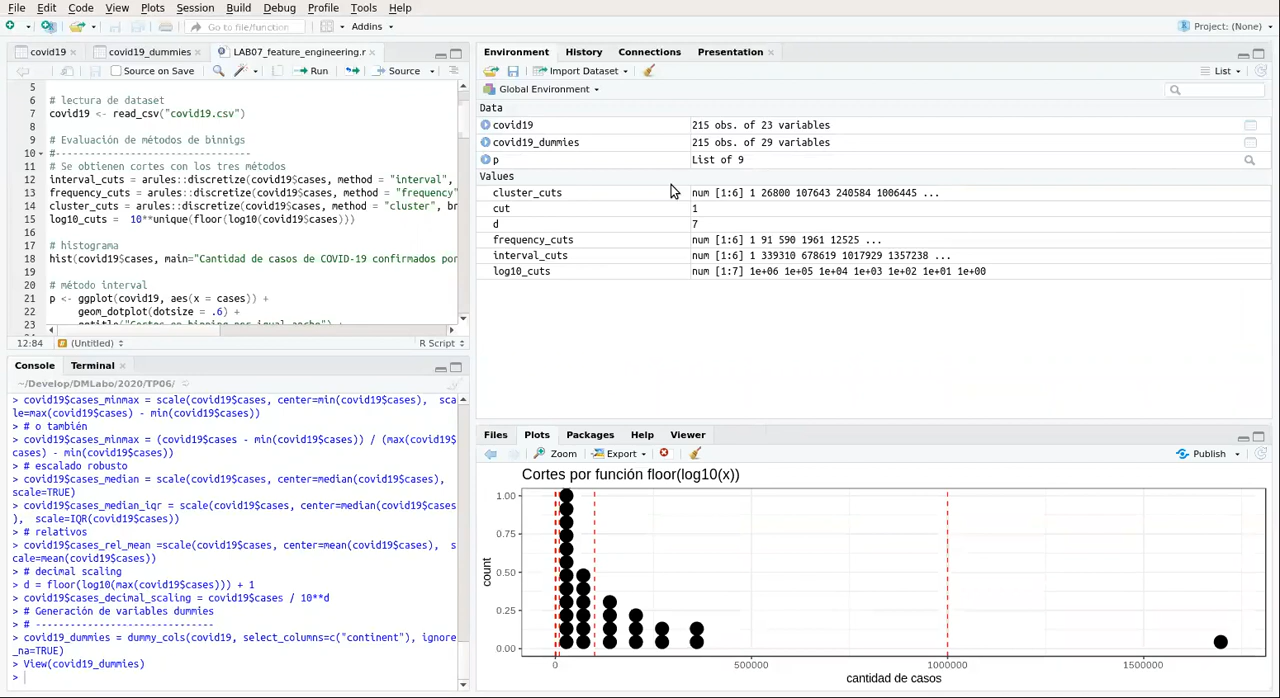 File Edit Code View Plots Session Build Debug Profile Tools Help
Go to file/function
Addins
Project: (None)
covid19
covid19_dummies
LAB07_feature_engineering.r
Source on Save
Run
Source
5
6 # lectura de dataset
7 covid19 <- read_csv("covid19.csv")
8
9 # Evaluación de métodos de binnigs
10 #--------------------------------
11 # Se obtienen cortes con los tres métodos
12 interval_cuts = arules::discretize(covid19$cases, method = "interval",
13 frequency_cuts = arules::discretize(covid19$cases, method = "frequency"
14 cluster_cuts = arules::discretize(covid19$cases, method = "cluster", br
15 log10_cuts =  10**unique(floor(log10(covid19$cases)))
16
17 # histograma
18 hist(covid19$cases, main="Cantidad de casos de COVID-19 confirmados por
19
20 # método interval
21 p <- ggplot(covid19, aes(x = cases)) +
22 geom_dotplot(dotsize = .6) +
23 ggtitle("Cortes en binning por igual ancho") +
12:84
(Untitled)
R Script
Console
Terminal
~/Develop/DMLabo/2020/TP06/
> covid19$cases_minmax = scale(covid19$cases, center=min(covid19$cases),  sca
le=max(covid19$cases) - min(covid19$cases))
> # o también
> covid19$cases_minmax = (covid19$cases - min(covid19$cases)) / (max(covid19$
cases) - min(covid19$cases))
> # escalado robusto
> covid19$cases_median = scale(covid19$cases, center=median(covid19$cases),
scale=TRUE)
> covid19$cases_median_iqr = scale(covid19$cases, center=median(covid19$cases
),  scale=IQR(covid19$cases))
> # relativos
> covid19$cases_rel_mean =scale(covid19$cases, center=mean(covid19$cases),  s
cale=mean(covid19$cases))
> # decimal scaling
> d = floor(log10(max(covid19$cases))) + 1
> covid19$cases_decimal_scaling = covid19$cases / 10**d
> # Generación de variables dummies
> # -------------------------------
> covid19_dummies = dummy_cols(covid19, select_columns=c("continent"), ignore
_na=TRUE)
> View(covid19_dummies)
>
Environment
History
Connections
Presentation
Import Dataset
List
Global Environment
Data
covid19 215 obs. of 23 variables
covid19_dummies 215 obs. of 29 variables
p List of 9
Values
cluster_cuts num [1:6] 1 26800 107643 240584 1006445 ...
cut 1
d 7
frequency_cuts num [1:6] 1 91 590 1961 12525 ...
interval_cuts num [1:6] 1 339310 678619 1017929 1357238 ...
log10_cuts num [1:7] 1e+06 1e+05 1e+04 1e+03 1e+02 1e+01 1e+00
Files
Plots
Packages
Help
Viewer
Zoom
Export
Publish
Cortes por función floor(log10(x))
1.00
0.75
0.50
0.25
0.00
count
0
500000
1000000
1500000
cantidad de casos